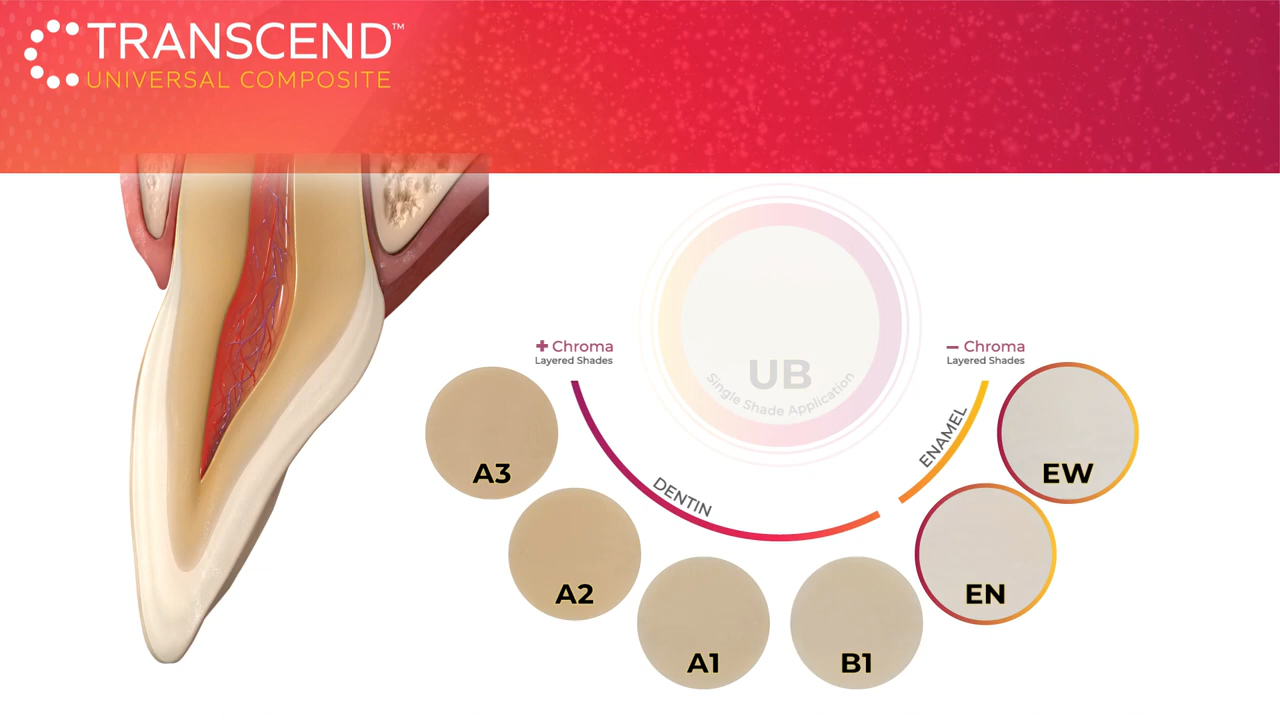 TRANSCEND™
UNIVERSAL COMPOSITE
UB
Single Shade Application
+ Chroma
Layered Shades
− Chroma
Layered Shades
DENTIN
ENAMEL
A3
A2
A1
B1
EN
EW